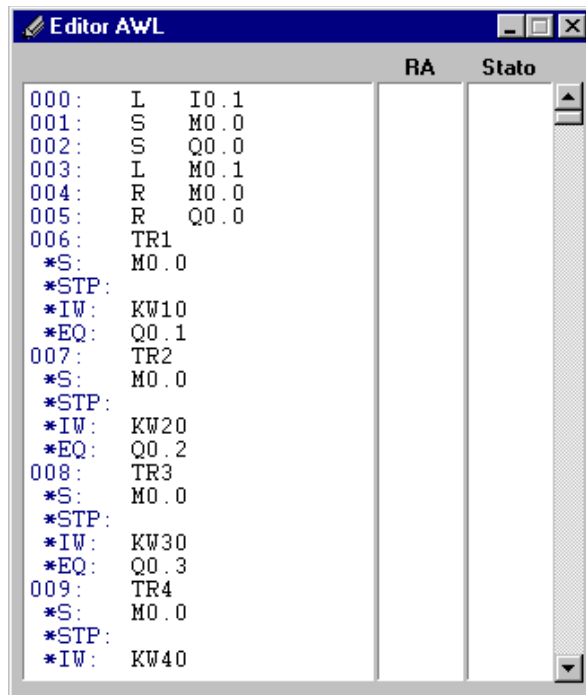 Editor AWL
RA Stato
000: L I0.1
001: S M0.0
002: S Q0.0
003: L M0.1
004: R M0.0
005: R Q0.0
006: TR1
*S: M0.0
*STP:
*IW: KW10
*EQ: Q0.1
007: TR2
*S: M0.0
*STP:
*IW: KW20
*EQ: Q0.2
008: TR3
*S: M0.0
*STP:
*IW: KW30
*EQ: Q0.3
009: TR4
*S: M0.0
*STP:
*IW: KW40